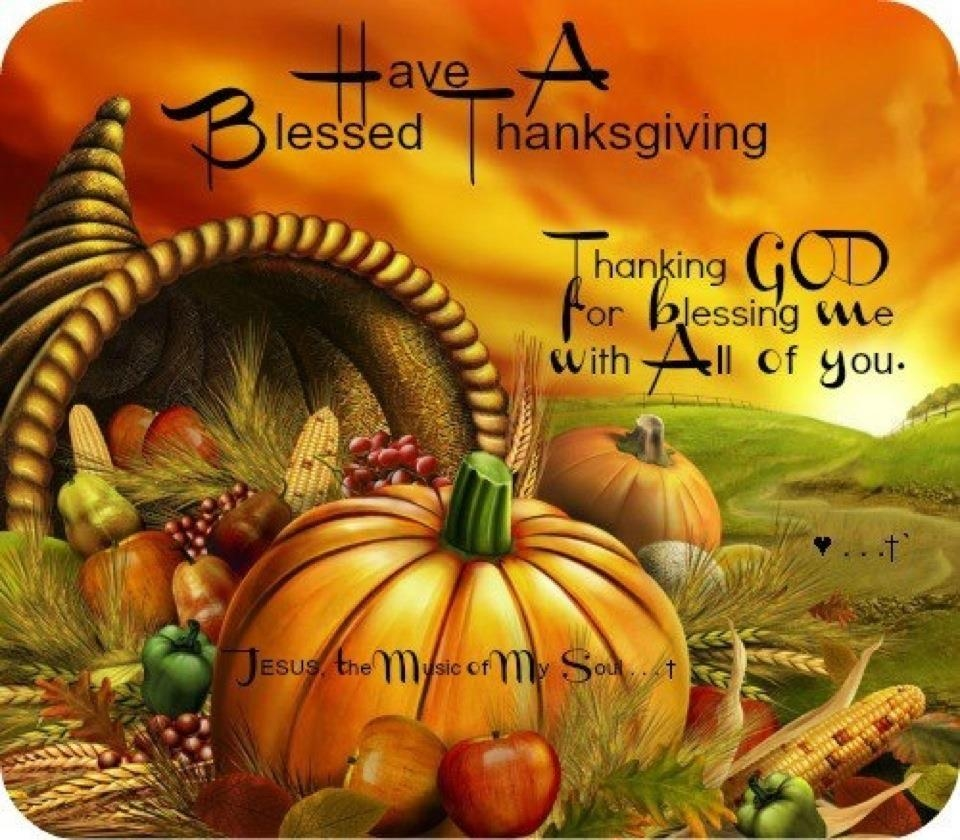 Have A
Blessed Thanksgiving
Thanking GOD
for blessing me
with All of you.
♥ . . .†`
JESUS, the Music of My Soul . . . †